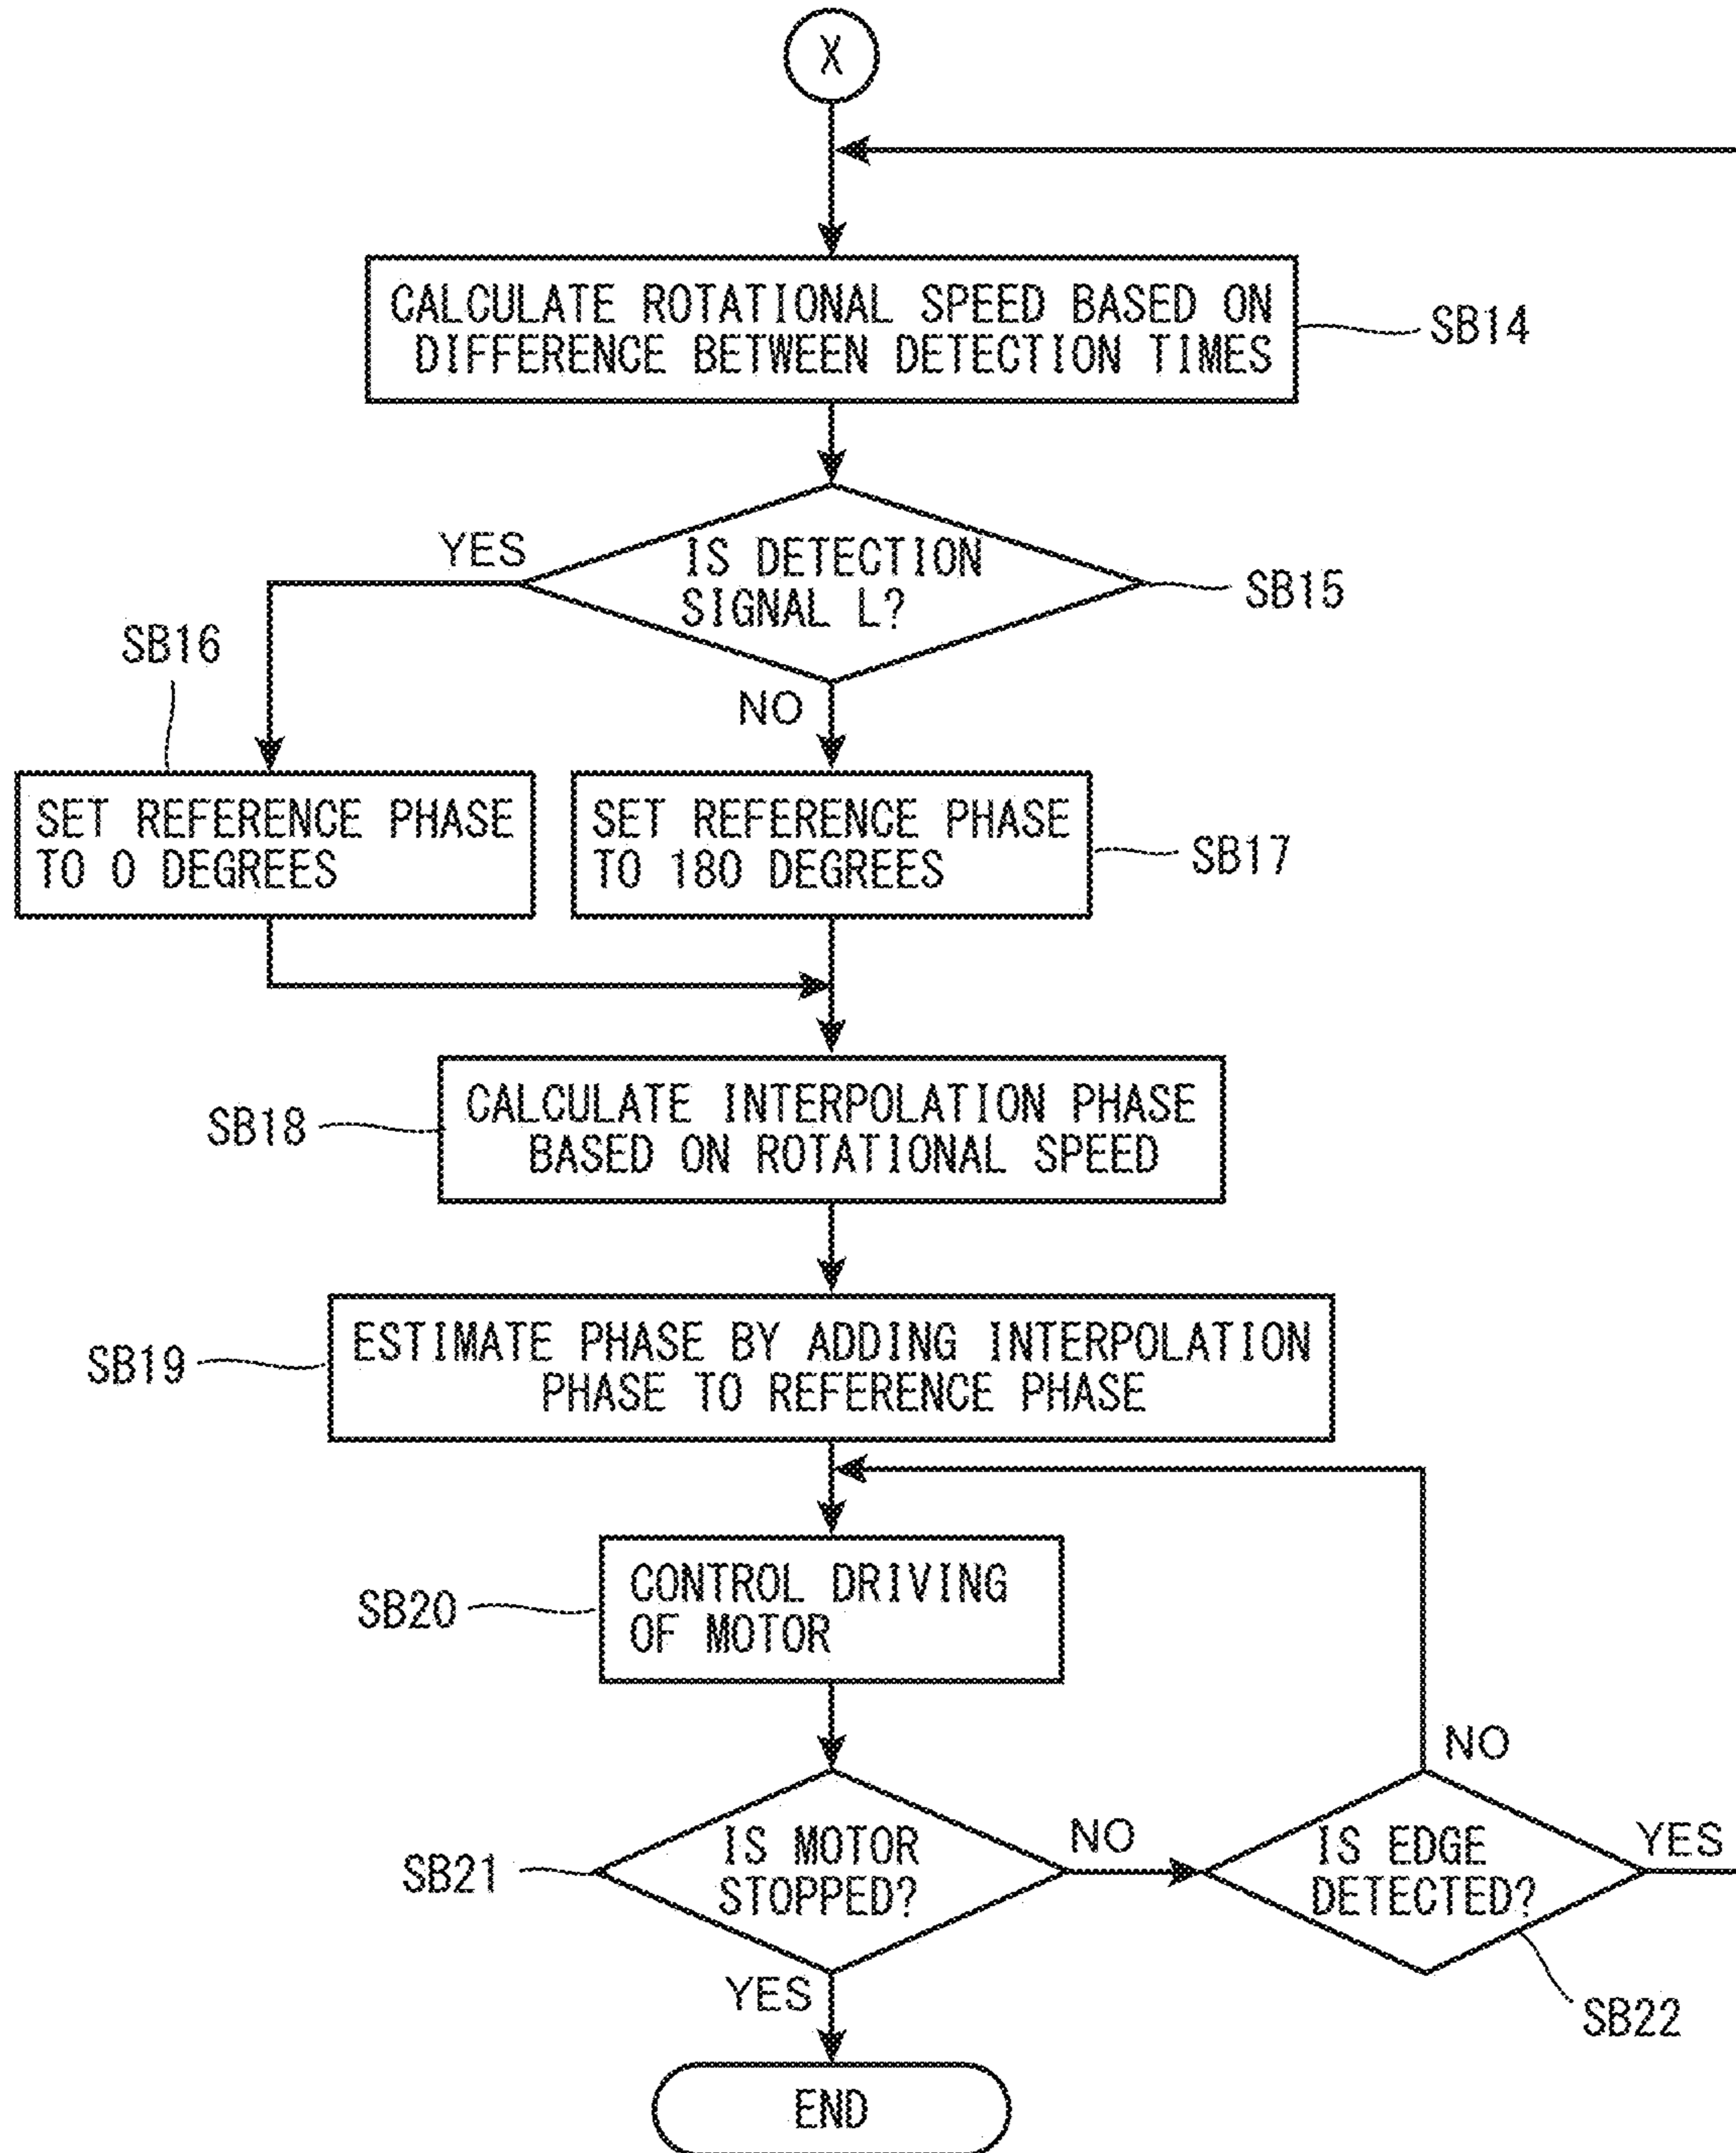 X
CALCULATE ROTATIONAL SPEED BASED ON
DIFFERENCE BETWEEN DETECTION TIMES
SB14
YES
IS DETECTION
SIGNAL L?
SB15
SB16
NO
SET REFERENCE PHASE
TO 0 DEGREES
SET REFERENCE PHASE
TO 180 DEGREES
SB17
SB18
CALCULATE INTERPOLATION PHASE
BASED ON ROTATIONAL SPEED
SB19
ESTIMATE PHASE BY ADDING INTERPOLATION
PHASE TO REFERENCE PHASE
SB20
CONTROL DRIVING
OF MOTOR
NO
SB21
IS MOTOR
STOPPED?
NO
IS EDGE
DETECTED?
YES
YES
SB22
END